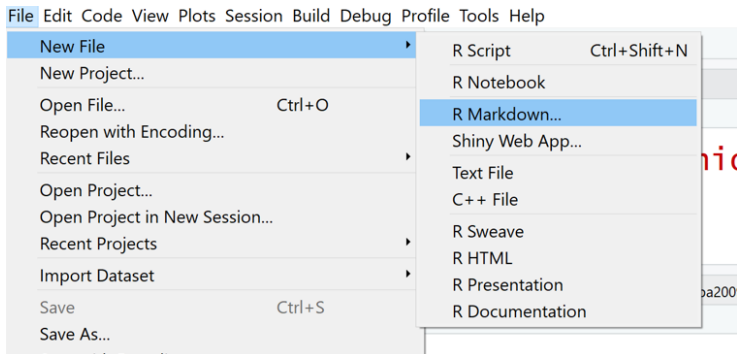 File Edit Code View Plots Session Build Debug Profile Tools Help
New File
New Project...
Open File... Ctrl+O
Reopen with Encoding...
Recent Files
Open Project...
Open Project in New Session...
Recent Projects
Import Dataset
Save Ctrl+S
Save As...
R Script Ctrl+Shift+N
R Notebook
R Markdown...
Shiny Web App...
Text File
C++ File
R Sweave
R HTML
R Presentation
R Documentation